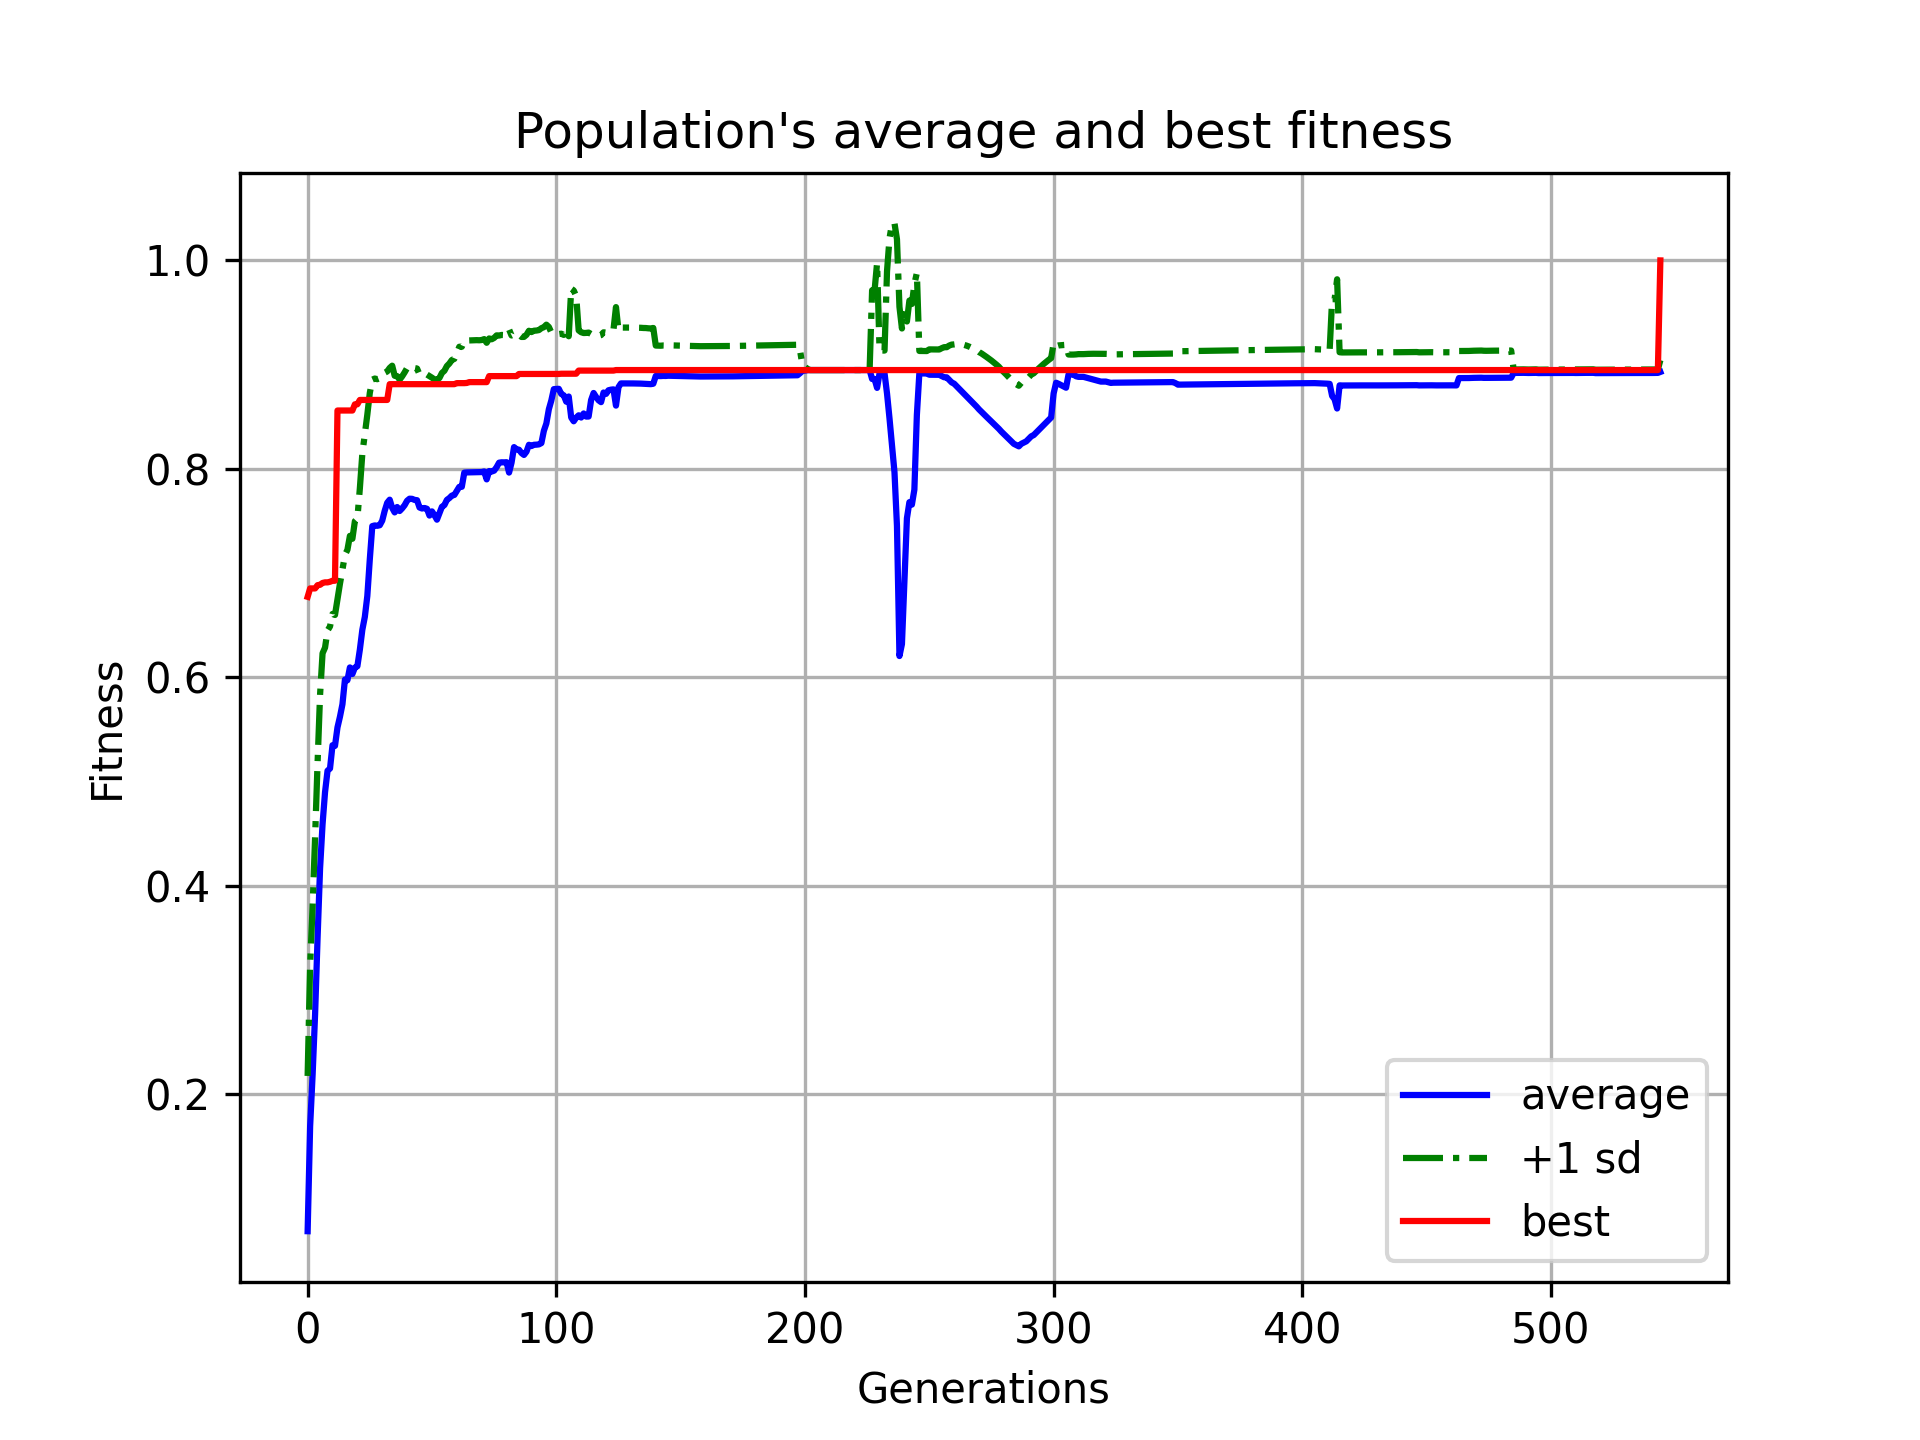 Population's average and best fitness
1.0
0.8
0.6
0.4
0.2
Fitness
0 100 200 300 400 500
Generations
average
+1 sd
best